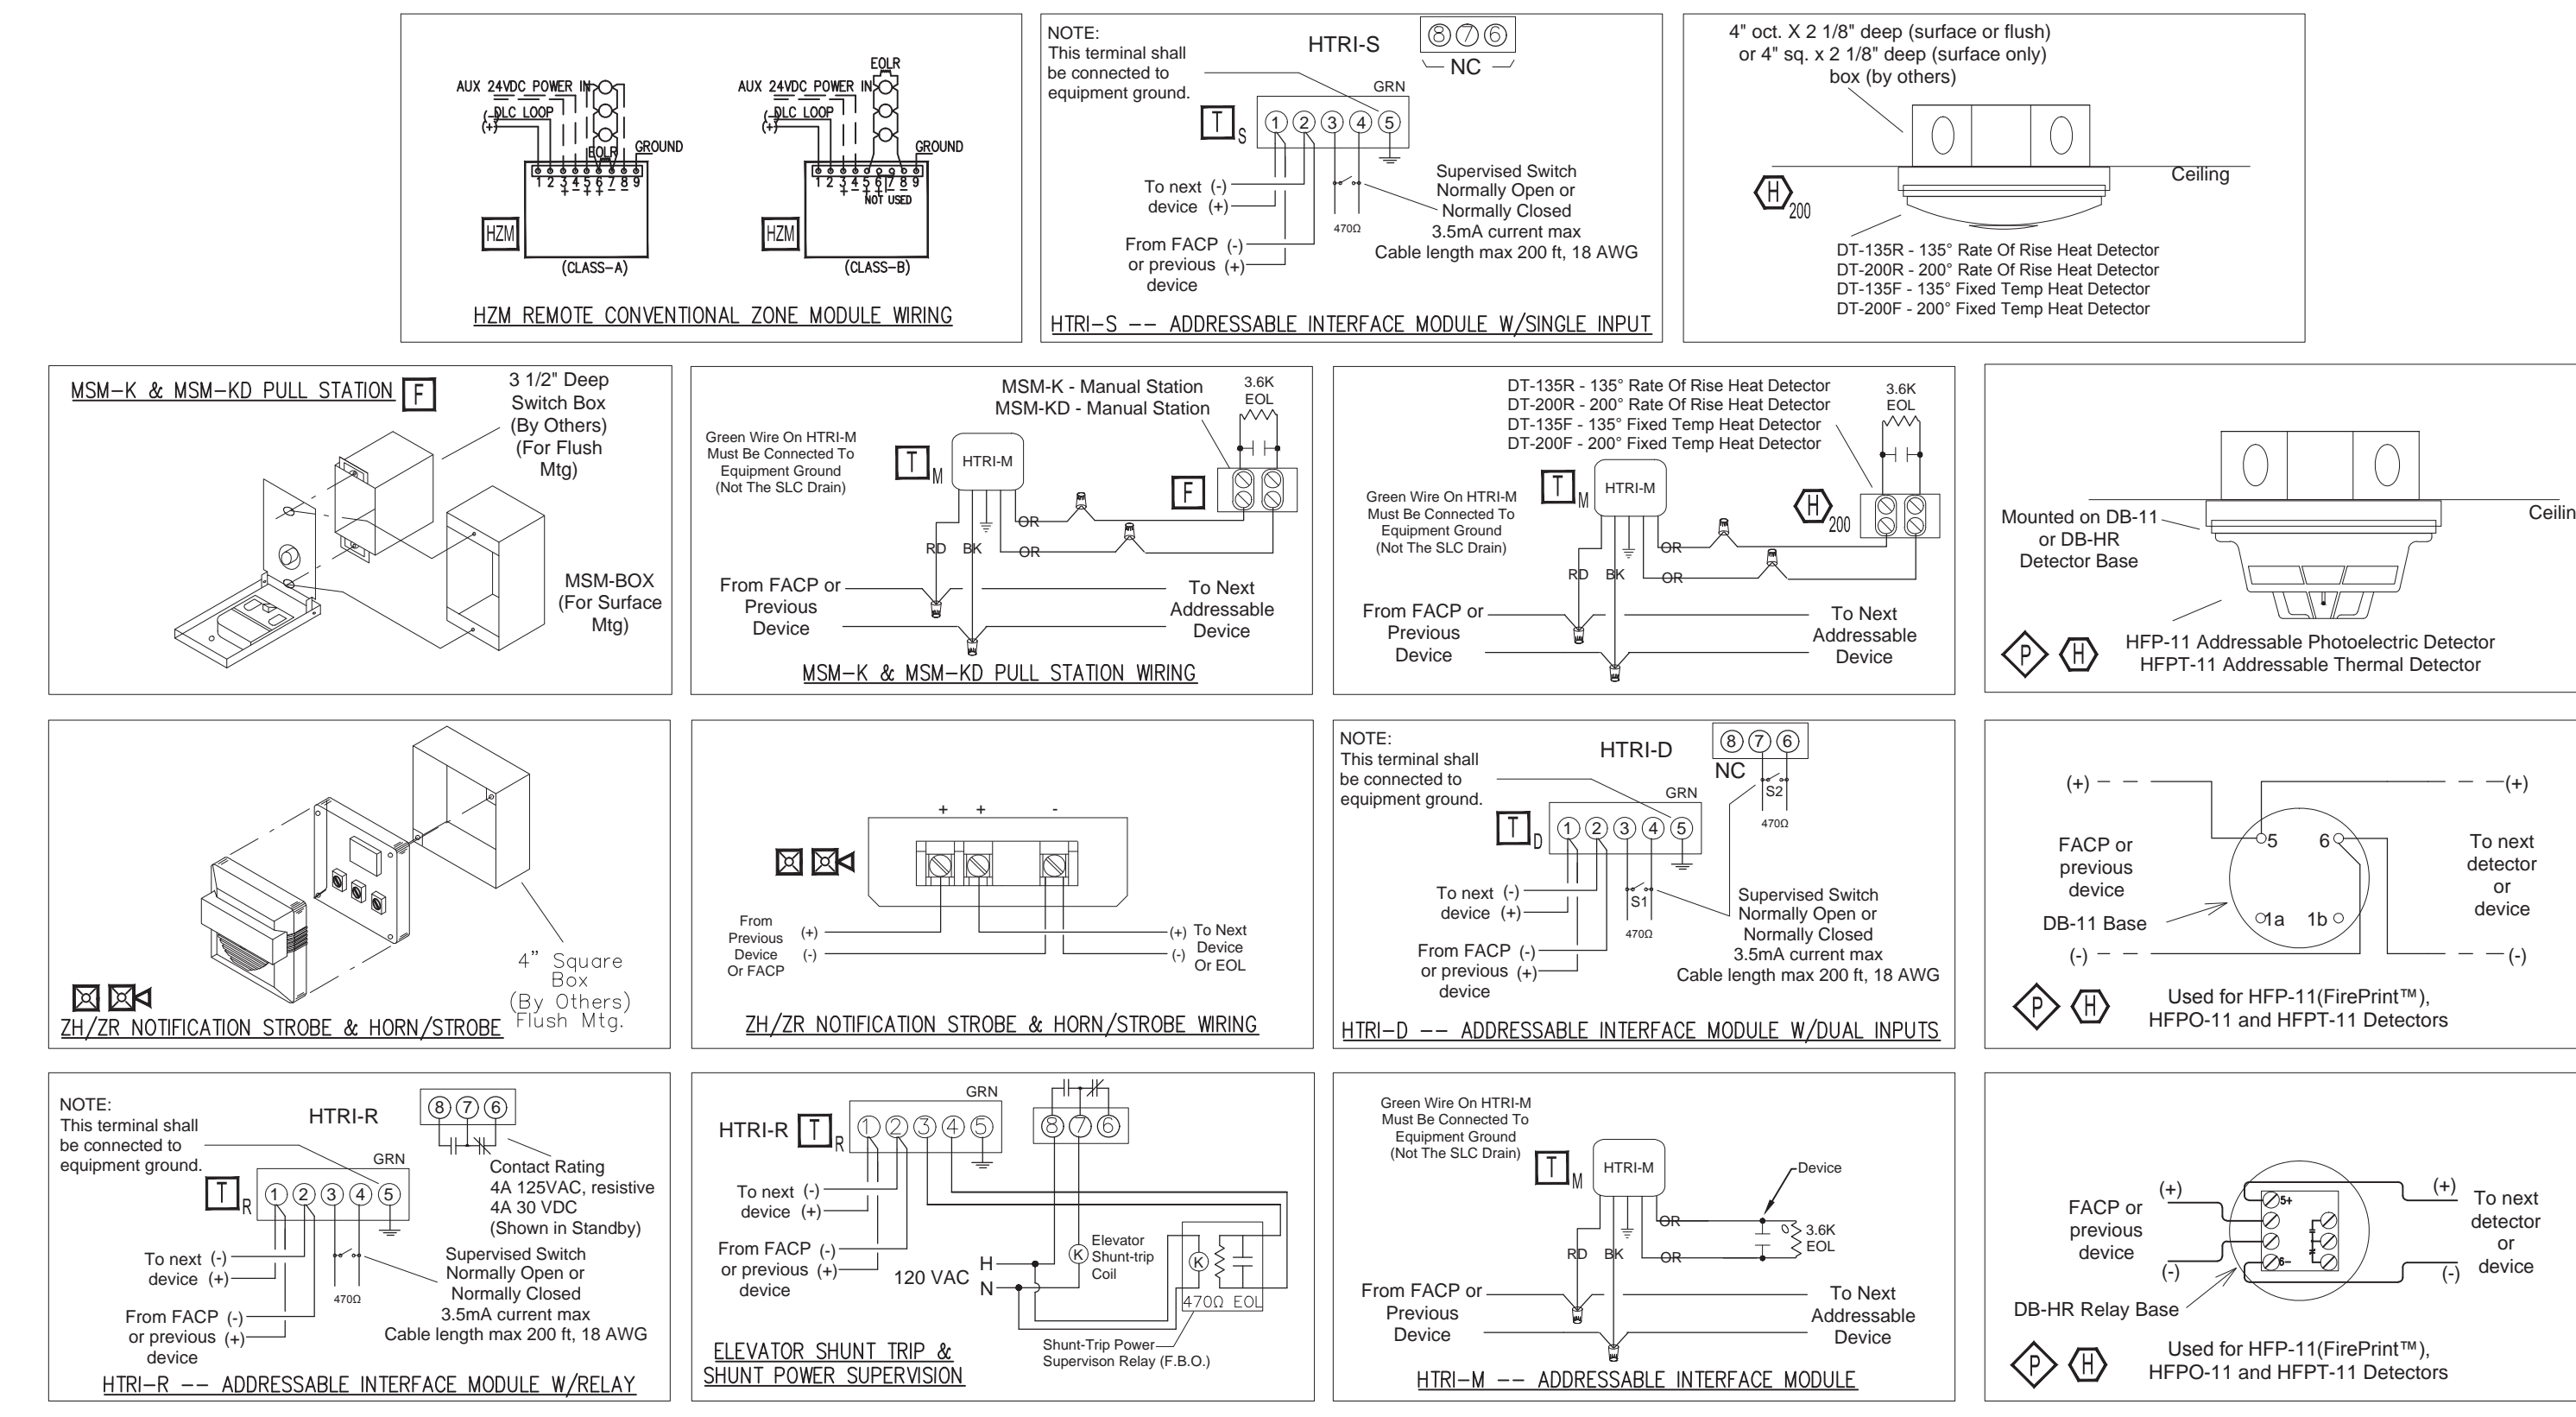 AUX 24VDC POWER IN
(-)
DLC LOOP
(+)
EOLR
GROUND
1 2 3 4 5 6 7 8 9
+ - + + - -
HZM
(CLASS-A)
EOLR
AUX 24VDC POWER IN
(-)
DLC LOOP
(+)
GROUND
1 2 3 4 5 6 7 8 9
+ - + + - -
NOT USED
HZM
(CLASS-B)
HZM REMOTE CONVENTIONAL ZONE MODULE WIRING
NOTE:
This terminal shall
be connected to
equipment ground.
HTRI-S
8 7 6
NC
GRN
T S
1 2 3 4 5
To next (-)
device (+)
From FACP (-)
or previous (+)
device
470Ω
Supervised Switch
Normally Open or
Normally Closed
3.5mA current max
Cable length max 200 ft, 18 AWG
HTRI-S -- ADDRESSABLE INTERFACE MODULE W/SINGLE INPUT
4" oct. X 2 1/8" deep (surface or flush)
or 4" sq. x 2 1/8" deep (surface only)
box (by others)
Ceiling
H 200
DT-135R - 135° Rate Of Rise Heat Detector
DT-200R - 200° Rate Of Rise Heat Detector
DT-135F - 135° Fixed Temp Heat Detector
DT-200F - 200° Fixed Temp Heat Detector
MSM-K & MSM-KD PULL STATION F
3 1/2" Deep
Switch Box
(By Others)
(For Flush
Mtg)
MSM-BOX
(For Surface
Mtg)
MSM-K - Manual Station
MSM-KD - Manual Station
3.6K
EOL
Green Wire On HTRI-M
Must Be Connected To
Equipment Ground
(Not The SLC Drain)
T M
HTRI-M
F
OR
RD BK OR
From FACP or
Previous
Device
To Next
Addressable
Device
MSM-K & MSM-KD PULL STATION WIRING
DT-135R - 135° Rate Of Rise Heat Detector
DT-200R - 200° Rate Of Rise Heat Detector
DT-135F - 135° Fixed Temp Heat Detector
DT-200F - 200° Fixed Temp Heat Detector
3.6K
EOL
Green Wire On HTRI-M
Must Be Connected To
Equipment Ground
(Not The SLC Drain)
T M
HTRI-M
H 200
OR
RD BK OR
From FACP or
Previous
Device
To Next
Addressable
Device
Ceilin
Mounted on DB-11
or DB-HR
Detector Base
P H
HFP-11 Addressable Photoelectric Detector
HFPT-11 Addressable Thermal Detector
4" Square
Box
(By Others)
Flush Mtg.
ZH/ZR NOTIFICATION STROBE & HORN/STROBE
+ + -
From
Previous
Device
Or FACP
(+)
(-)
(+)
(-)
To Next
Device
Or EOL
ZH/ZR NOTIFICATION STROBE & HORN/STROBE WIRING
NOTE:
This terminal shall
be connected to
equipment ground.
HTRI-D
8 7 6
NC
S2
470Ω
GRN
T D
1 2 3 4 5
To next (-)
device (+)
S1
470Ω
From FACP (-)
or previous (+)
device
Supervised Switch
Normally Open or
Normally Closed
3.5mA current max
Cable length max 200 ft, 18 AWG
HTRI-D -- ADDRESSABLE INTERFACE MODULE W/DUAL INPUTS
(+) (+)
5 6
FACP or
previous
device
To next
detector
or
device
1a 1b
DB-11 Base
(-) (-)
P H
Used for HFP-11(FirePrint™),
HFPO-11 and HFPT-11 Detectors
NOTE:
This terminal shall
be connected to
equipment ground.
HTRI-R
8 7 6
GRN
Contact Rating
4A 125VAC, resistive
4A 30 VDC
(Shown in Standby)
T R
1 2 3 4 5
To next (-)
device (+)
470Ω
From FACP (-)
or previous (+)
device
Supervised Switch
Normally Open or
Normally Closed
3.5mA current max
Cable length max 200 ft, 18 AWG
HTRI-R -- ADDRESSABLE INTERFACE MODULE W/RELAY
GRN
HTRI-R T R
1 2 3 4 5
8 7 6
To next (-)
device (+)
From FACP (-)
or previous (+)
device
120 VAC
H
N
K
Elevator
Shunt-trip
Coil
K
470Ω EOL
Shunt-Trip Power
Supervison Relay (F.B.O.)
ELEVATOR SHUNT TRIP &
SHUNT POWER SUPERVISION
Green Wire On HTRI-M
Must Be Connected To
Equipment Ground
(Not The SLC Drain)
T M
HTRI-M
Device
OR
3.6K
EOL
RD BK OR
From FACP or
Previous
Device
To Next
Addressable
Device
HTRI-M -- ADDRESSABLE INTERFACE MODULE
(+) (+)
5+
FACP or
previous
device
To next
detector
or
device
6-
(-) (-)
DB-HR Relay Base
P H
Used for HFP-11(FirePrint™),
HFPO-11 and HFPT-11 Detectors